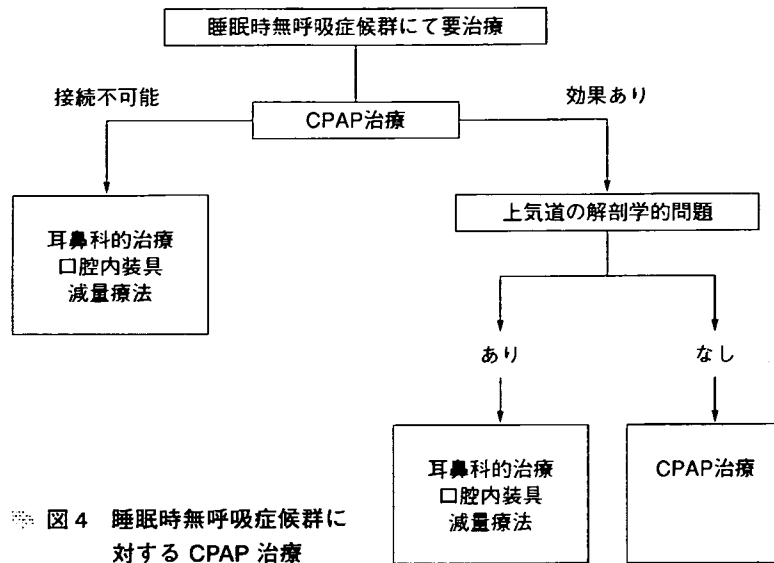 睡眠時無呼吸症候群にて要治療
接続不可能
効果あり
CPAP治療
耳鼻科的治療
口腔内装具
減量療法
上気道の解剖学的問題
あり
なし
耳鼻科的治療
口腔内装具
減量療法
CPAP治療
図4 睡眠時無呼吸症候群に
対する CPAP 治療